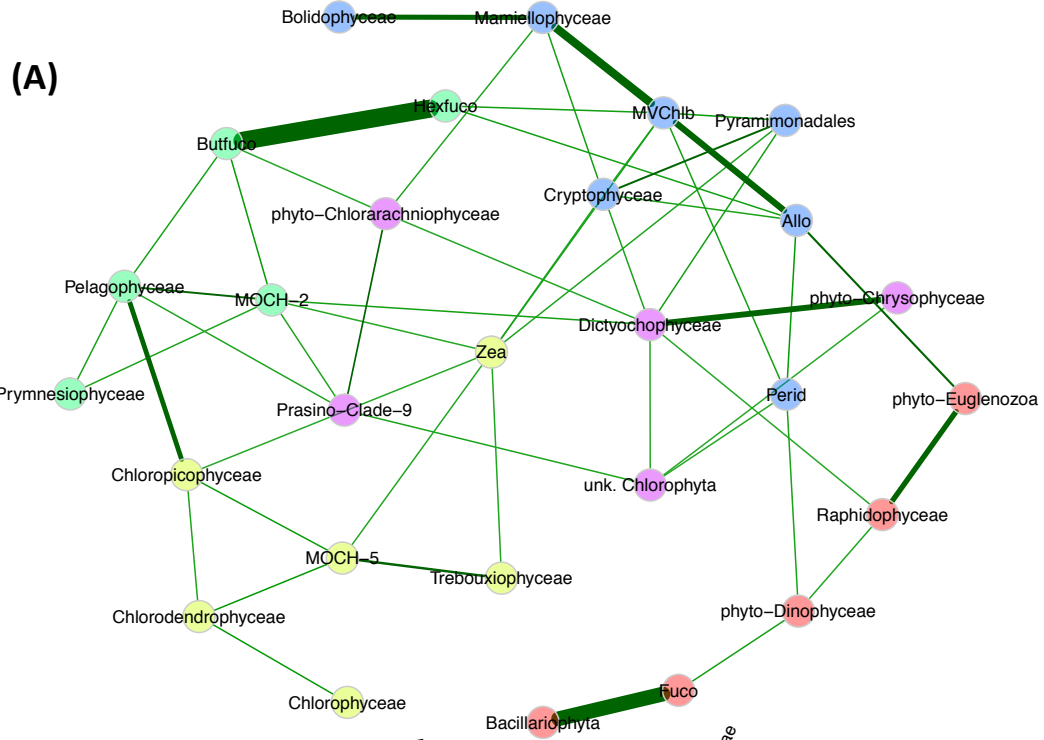 Bolidophyceae
Mamiellophyceae
(A)
Hexfuco
MVChlb
Pyramimonadales
Butfuco
Cryptophyceae
phyto−Chlorarachniophyceae
Allo
Pelagophyceae
MOCH−2
phyto−Chrysophyceae
Dictyochophyceae
Zea
Prymnesiophyceae
Perid
phyto−Euglenozoa
Prasino−Clade−9
Chloropicophyceae
unk. Chlorophyta
Raphidophyceae
MOCH−5
Trebouxiophyceae
Chlorodendrophyceae
phyto−Dinophyceae
Fuco
Chlorophyceae
Bacillariophyta
ae